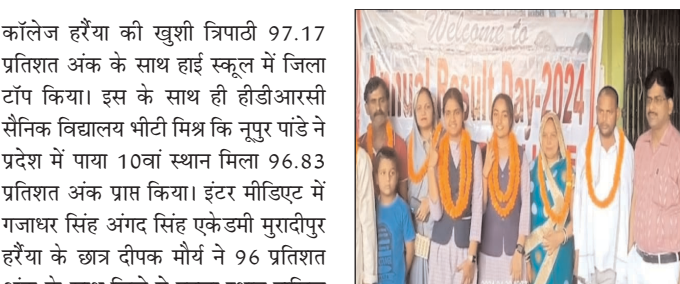 कॉलेज हर्रैया की खुशी त्रिपाठी 97.17
प्रतिशत अंक के साथ हाई स्कूल में जिला
टॉप किया। इस के साथ ही हीडीआरसी
सैनिक विद्यालय भीटी मिश्र कि नूपुर पांडे ने
प्रदेश में पाया 10वां स्थान मिला 96.83
प्रतिशत अंक प्राप्त किया। इंटर मीडिएट में
गजाधर सिंह अंगद सिंह एकेडमी मुरादीपुर
हर्रैया के छात्र दीपक मौर्य ने 96 प्रतिशत
Welcome to
Annual Result Day-2024